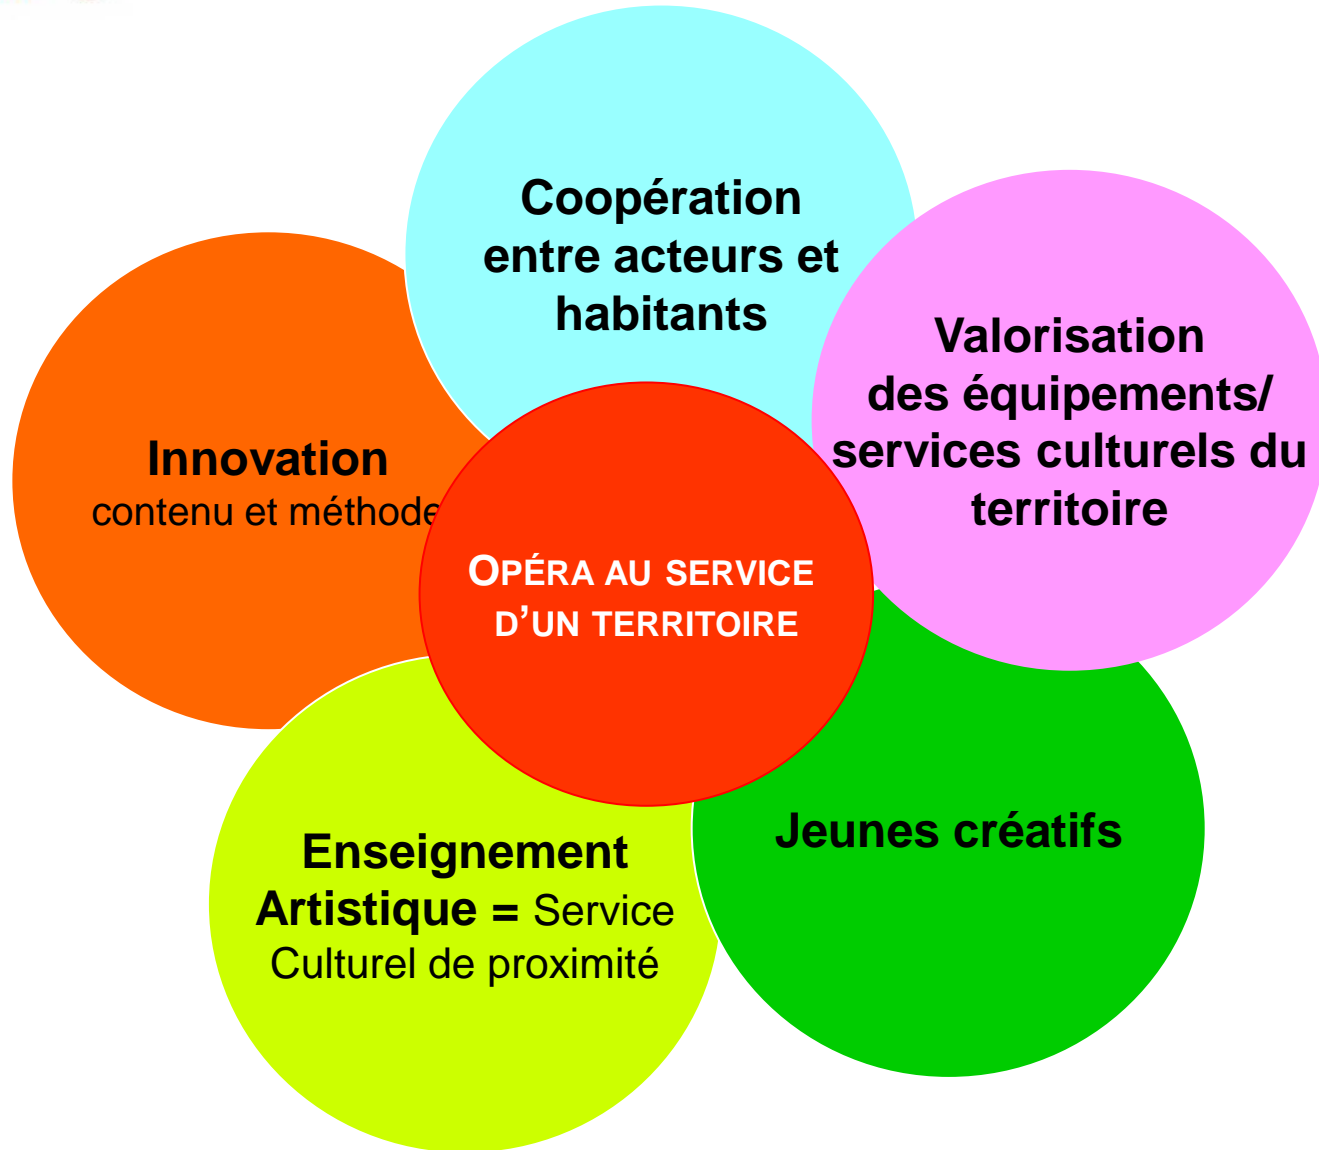 Coopération
entre acteurs et
habitants
Valorisation
des équipements/
services culturels du
territoire
Innovation
contenu et méthode
OPÉRA AU SERVICE
D’UN TERRITOIRE
Jeunes créatifs
Enseignement
Artistique = Service
Culturel de proximité